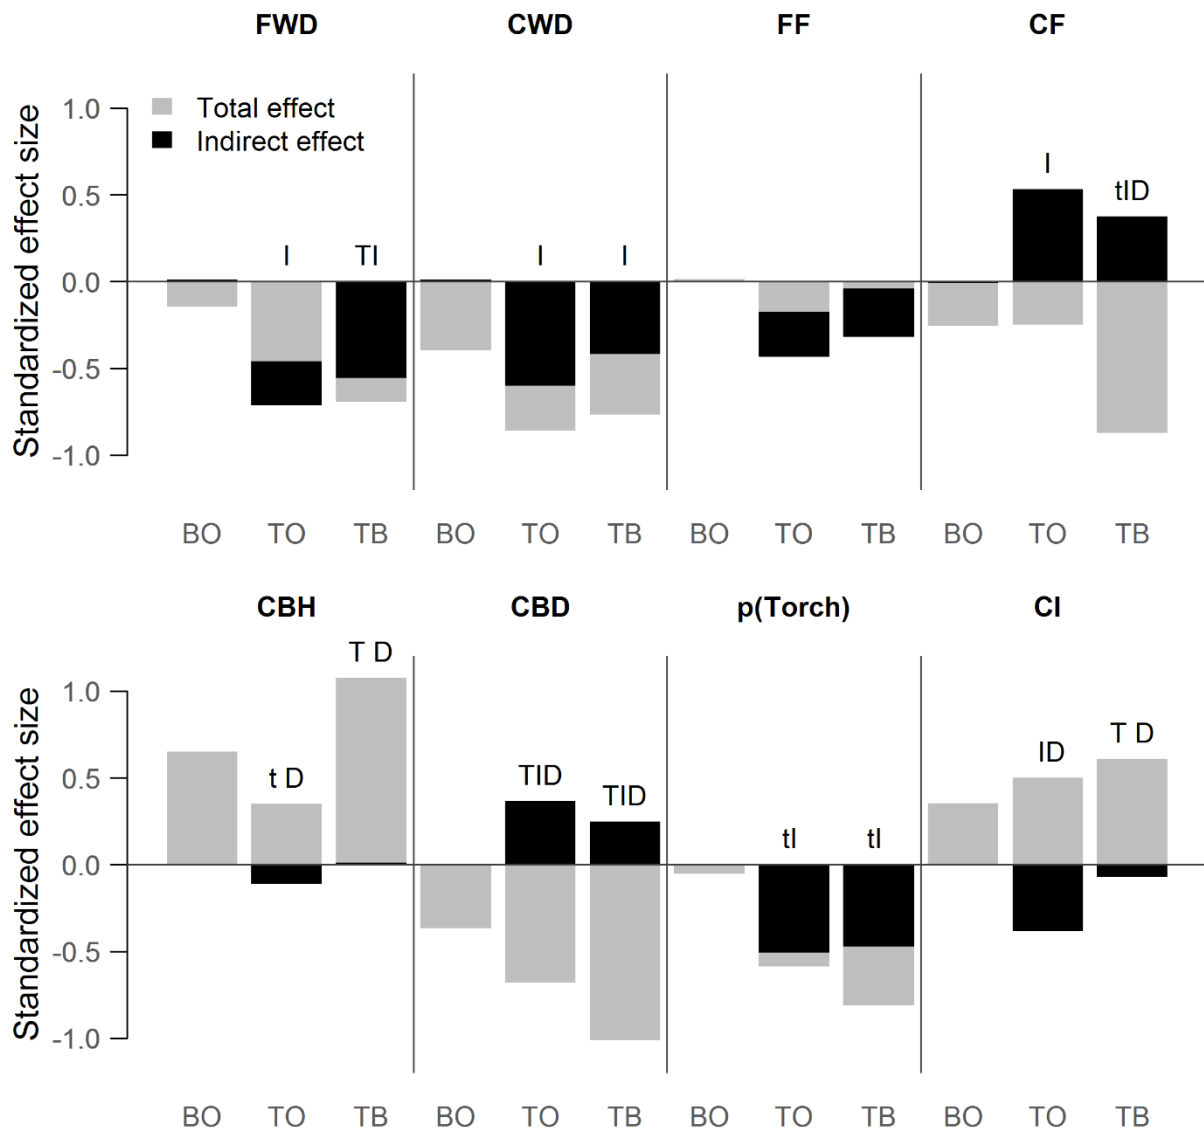 FWD CWD FF CF
Standardized effect size
1.0
0.5
0.0
-0.5
-1.0
Total effect
Indirect effect
I TI I I I tID
BO TO TB BO TO TB BO TO TB BO TO TB
CBH CBD p(Torch) CI
Standardized effect size
1.0
0.5
0.0
-0.5
-1.0
t D T D TID TID tI tI ID T D
BO TO TB BO TO TB BO TO TB BO TO TB